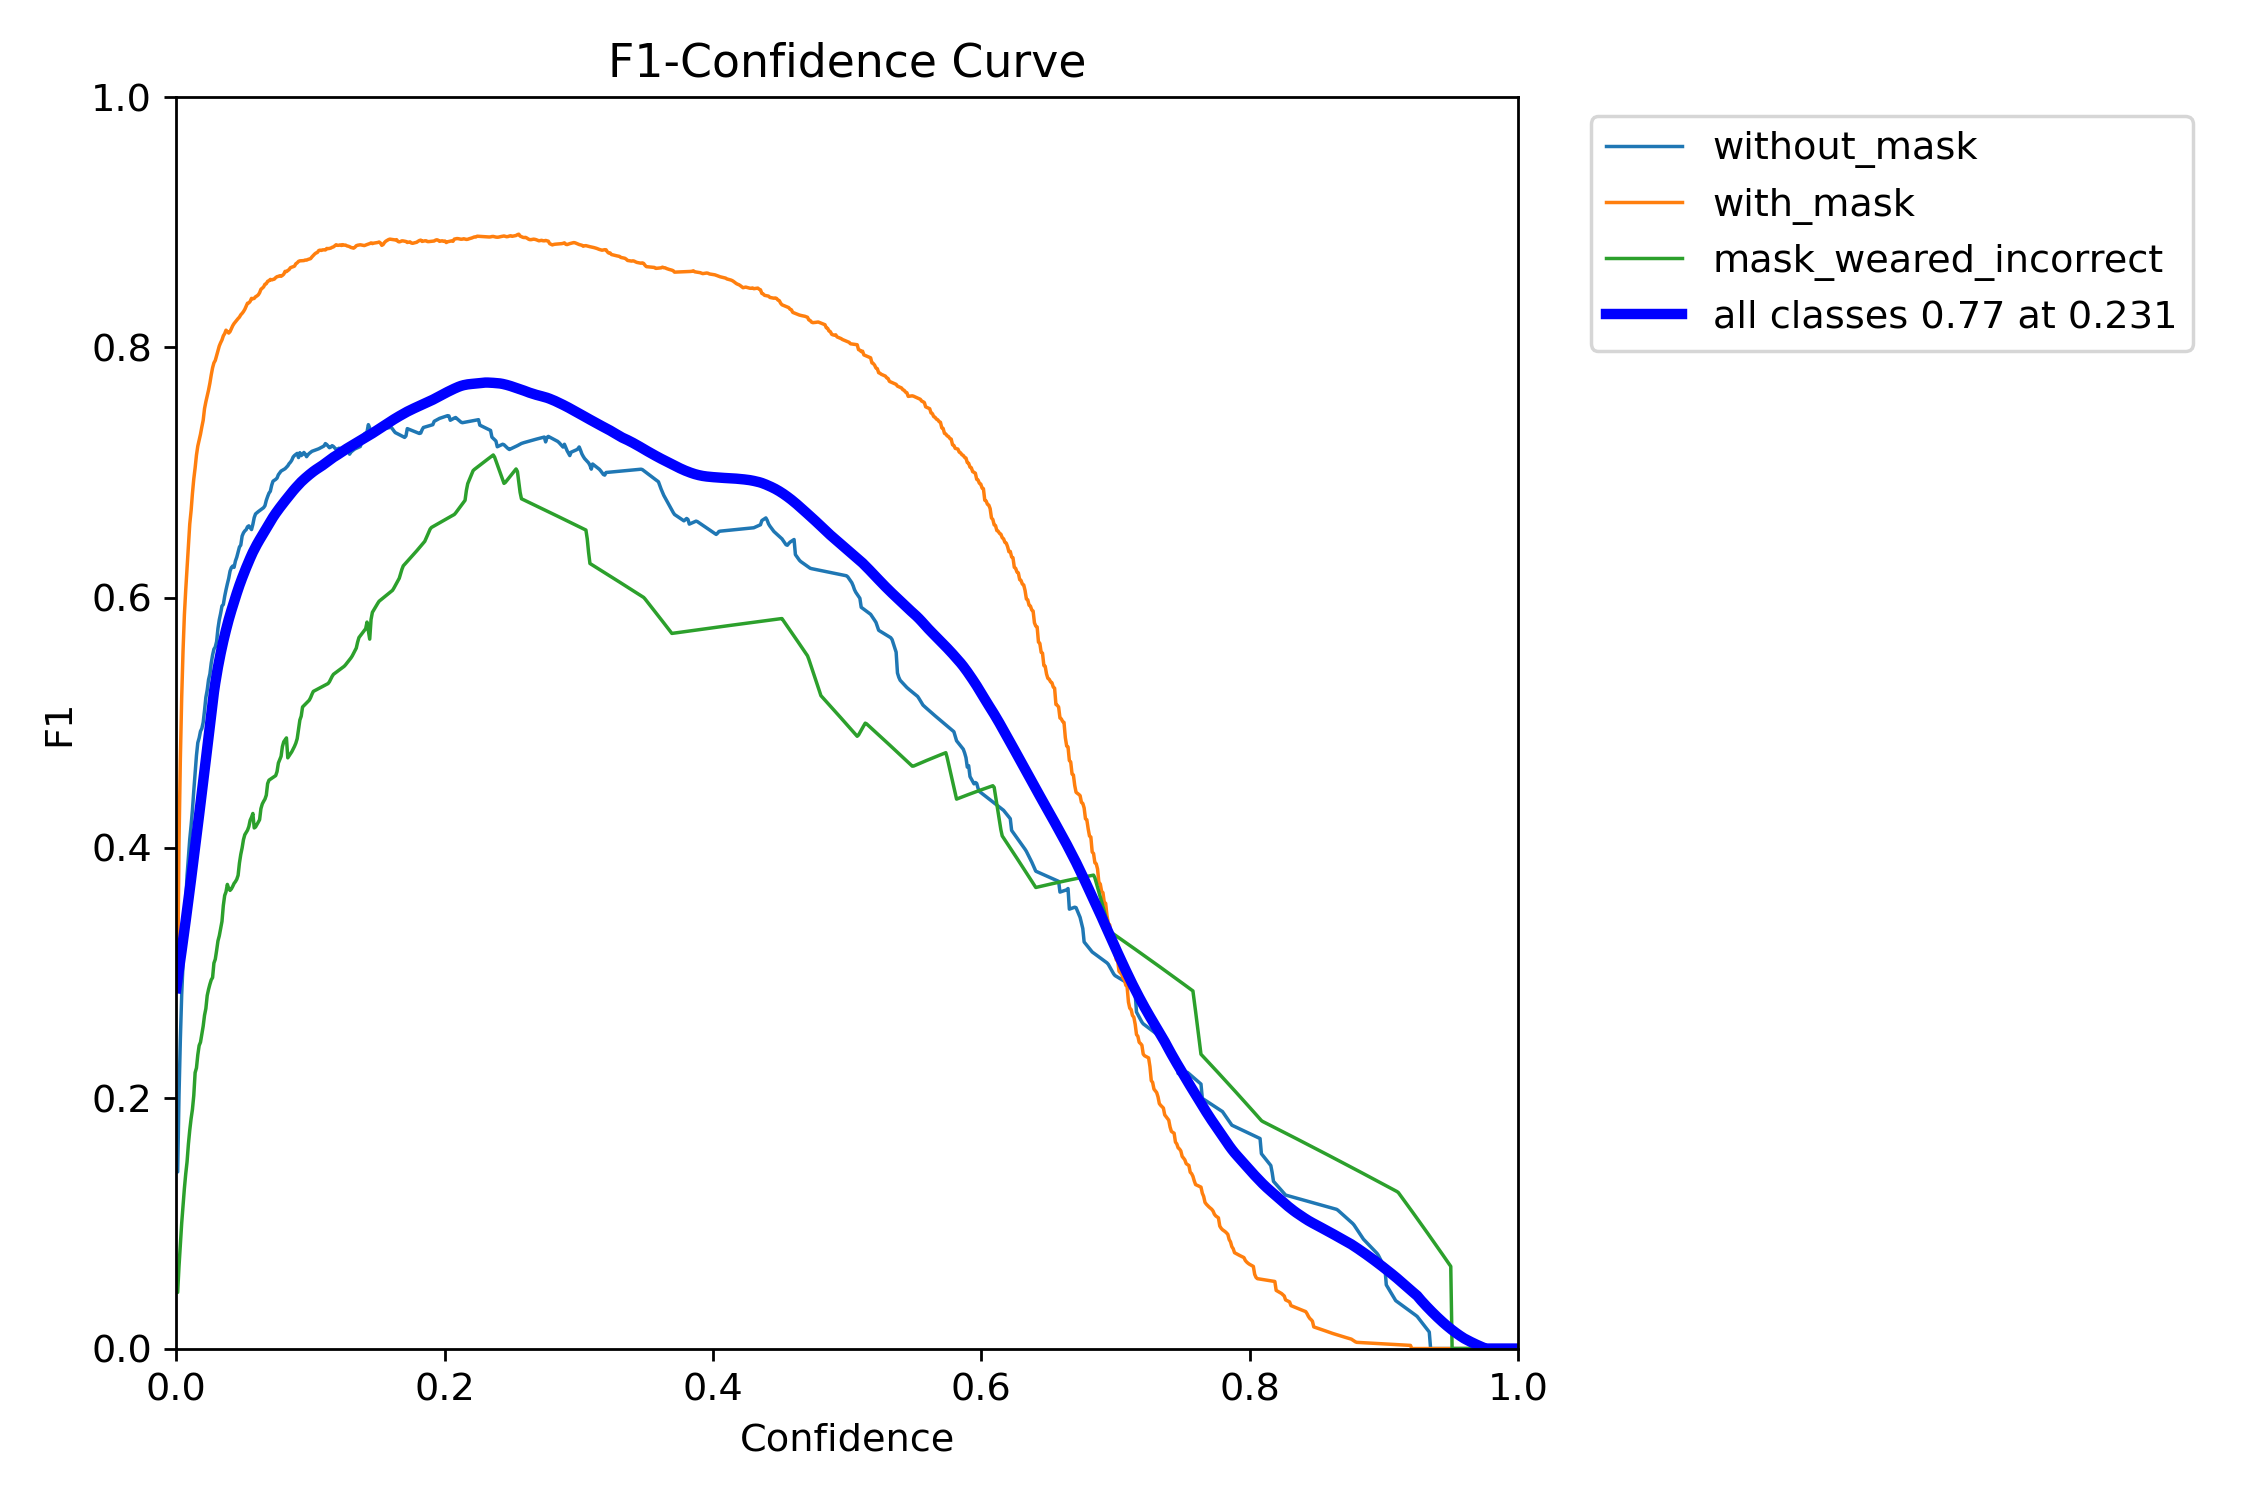 F1-Confidence Curve
1.0
0.8
0.6
0.4
0.2
0.0
F1
0.0 0.2 0.4 0.6 0.8 1.0
Confidence
without_mask
with_mask
mask_weared_incorrect
all classes 0.77 at 0.231